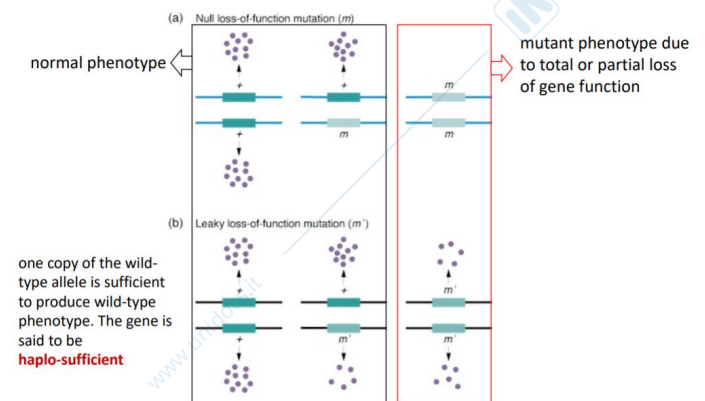 (a) Null loss-of-function mutation (m)
normal phenotype
mutant phenotype due
to total or partial loss
of gene function
+ + m
+ m m
(b) Leaky loss-of-function mutation (m´)
one copy of the wild-
type allele is sufficient
to produce wild-type
phenotype. The gene is
said to be
haplo-sufficient
+ + m´
+ m´ m´